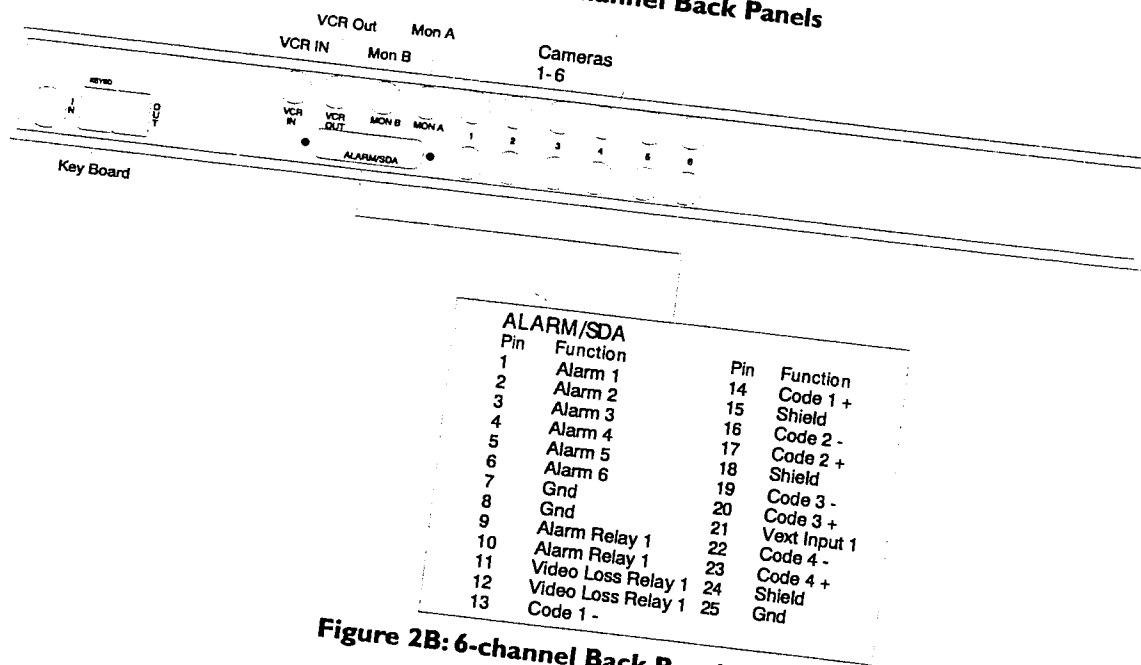 channel Back Panels
VCR Out Mon A
VCR IN Mon B
Cameras
1-6
KEYBD
IN
OUT
VCR IN
VCR OUT
MON B
MON A
1 2 3 4 5 6
ALARM/SDA
Key Board
ALARM/SDA
Pin Function
1 Alarm 1
2 Alarm 2
3 Alarm 3
4 Alarm 4
5 Alarm 5
6 Alarm 6
7 Gnd
8 Gnd
9 Alarm Relay 1
10 Alarm Relay 1
11 Video Loss Relay 1
12 Video Loss Relay 1
13 Code 1 -
Pin Function
14 Code 1 +
15 Shield
16 Code 2 -
17 Code 2 +
18 Shield
19 Code 3 -
20 Code 3 +
21 Vext Input 1
22 Code 4 -
23 Code 4 +
24 Shield
25 Gnd
Figure 2B: 6-channel Back